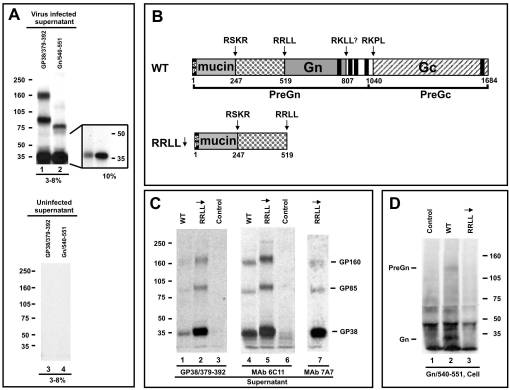 A
Virus infected
supernatant
GP38/379-392
Gn/540-551
250
160
105
75
50
35
50
35
1 2
3-8%
10%
Uninfected
supernatant
GP38/379-392
Gn/540-551
250
160
105
75
50
35
3 4
3-8%
B
RSKR RRLL RKLL? RKPL
WT
mucin Gn Gc
1 247 519 807 1040 1684
PreGn PreGc
RSKR RRLL
RRLL↓
mucin
1 247 519
C
WT RRLL→ Control WT RRLL→ Control RRLL→
250
160
105
75
50
35
GP160
GP85
GP38
1 2 3 4 5 6 7
GP38/379-392 MAb 6C11 MAb 7A7
Supernatant
D
Control WT RRLL→
PreGn
Gn
160
105
75
50
35
1 2 3
Gn/540-551, Cell